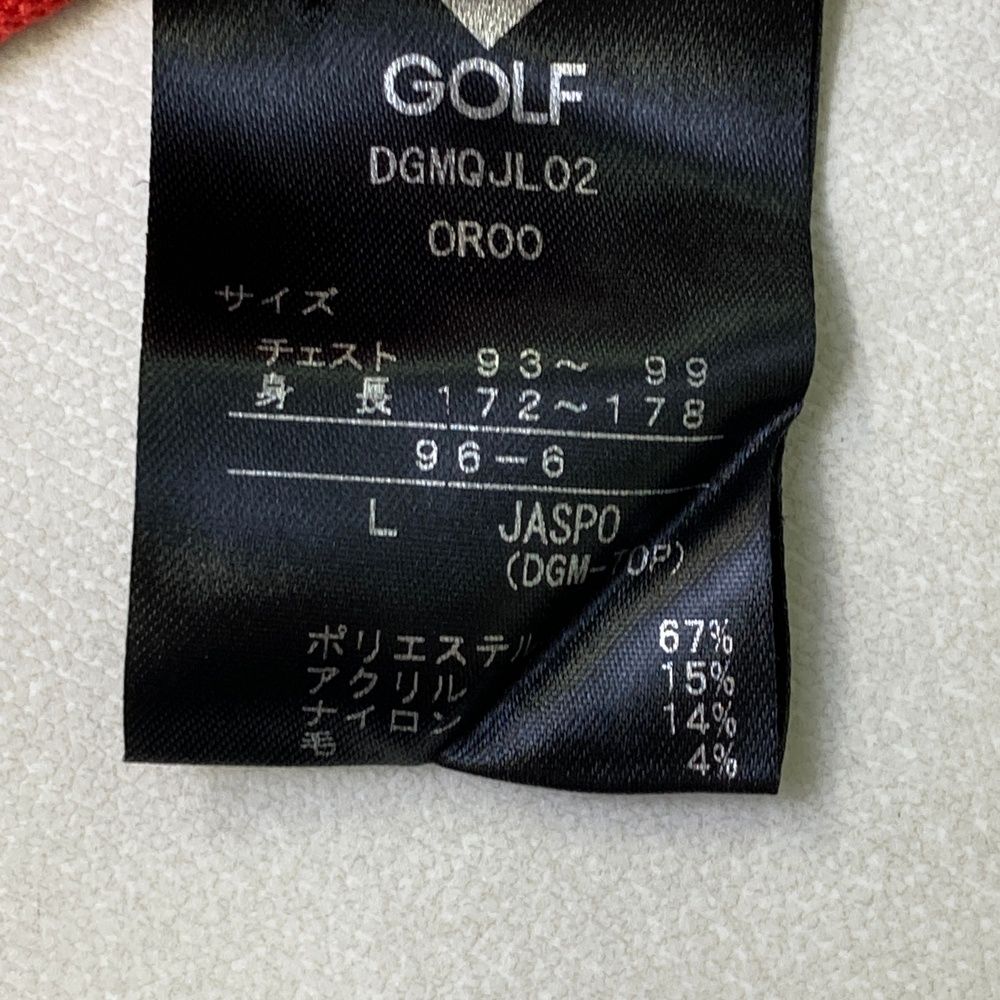 GOLF
DGMQJL02
OR00
サイズ
チェスト 93～ 99
身 長 172～178
96-6
L JASPO
(DGM-TOP)
ポリエステル 67%
アクリル 15%
ナイロン 14%
毛 4%